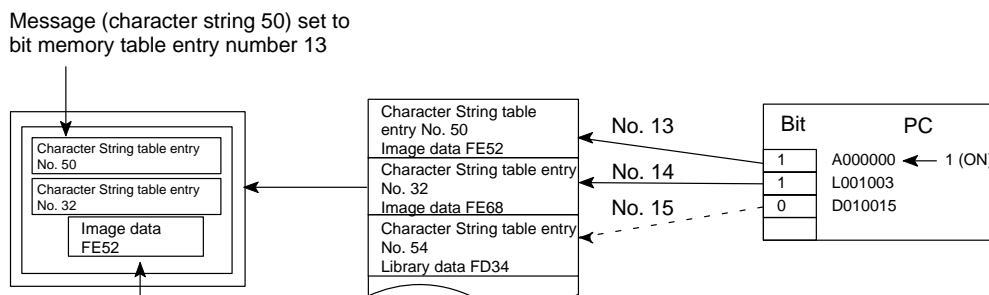 Message (character string 50) set to
bit memory table entry number 13
Character String table entry
No. 50
Character String table entry
No. 32
Image data
FE52
Character String table
entry No. 50
Image data FE52
Character String table entry
No. 32
Image data FE68
Character String table entry
No. 54
Library data FD34
No. 13
No. 14
No. 15
Bit PC
1 A000000 1 (ON)
1 L001003
0 D010015